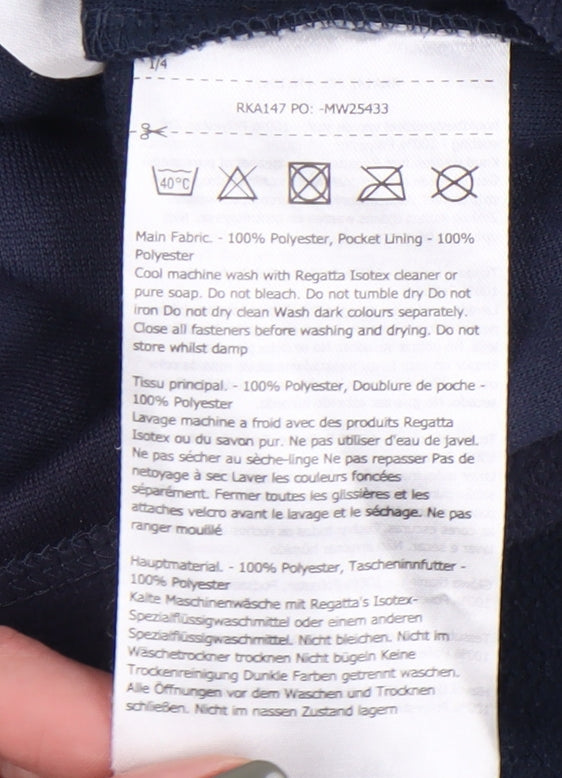 1/4
RKA147 PO: -MW25433
40°C
Main Fabric. - 100% Polyester, Pocket Lining - 100%
Polyester
Cool machine wash with Regatta Isotex cleaner or
pure soap. Do not bleach. Do not tumble dry Do not
iron Do not dry clean Wash dark colours separately.
Close all fasteners before washing and drying. Do not
store whilst damp
Tissu principal. - 100% Polyester, Doublure de poche -
100% Polyester
Lavage machine a froid avec des produits Regatta
Isotex ou du savon pur. Ne pas utiliser d'eau de javel.
Ne pas sécher au sèche-linge Ne pas repasser Pas de
netoyage à sec Laver les couleurs foncées
séparément. Fermer toutes les glissières et les
attaches velcro avant le lavage et le séchage. Ne pas
ranger mouillé
Hauptmaterial. - 100% Polyester, Tascheninnfutter -
100% Polyester
Kalte Maschinenwäsche mit Regatta's Isotex-
Spezialflüssigwaschmittel oder einem anderen
Spezialflüssigwaschmittel. Nicht bleichen. Nicht im
Wäschetrockner trocknen Nicht bügeln Keine
Trockenreinigung Dunkle Farben getrennt waschen.
Alle Öffnungen vor dem Waschen und Trocknen
schließen. Nicht im nassen Zustand lagern